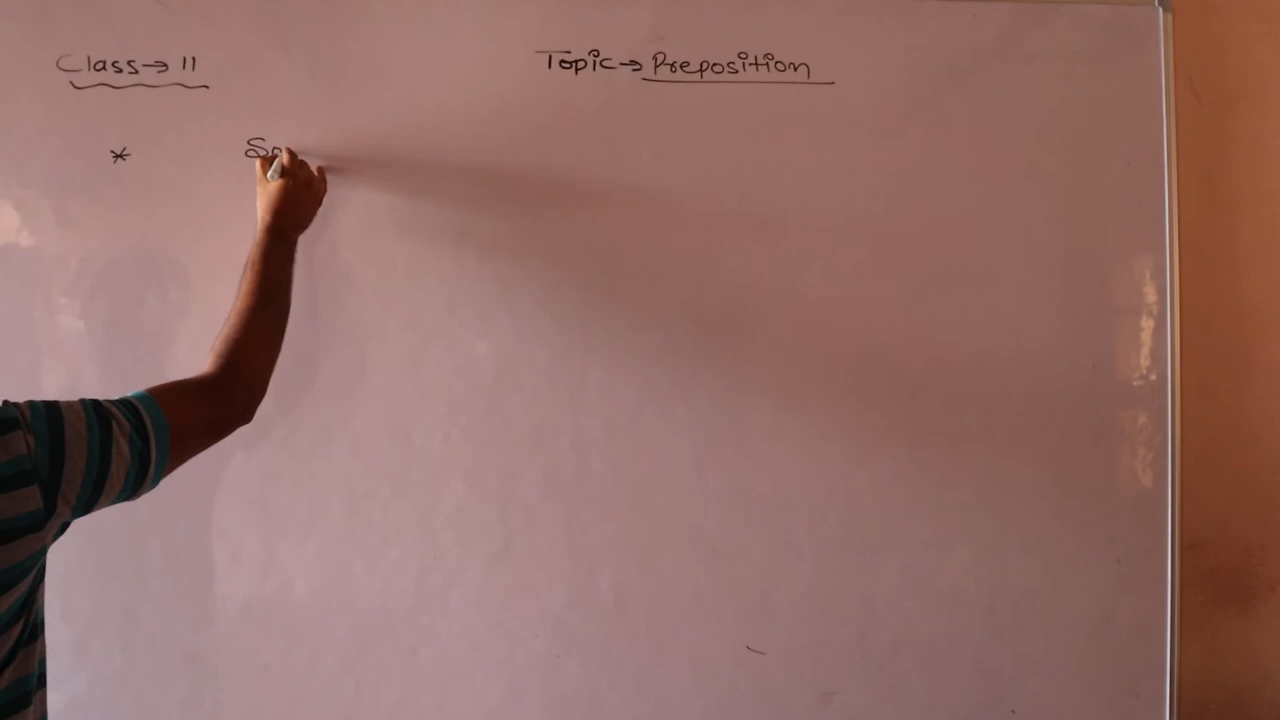 Class→ 11
Topic→ Preposition
*